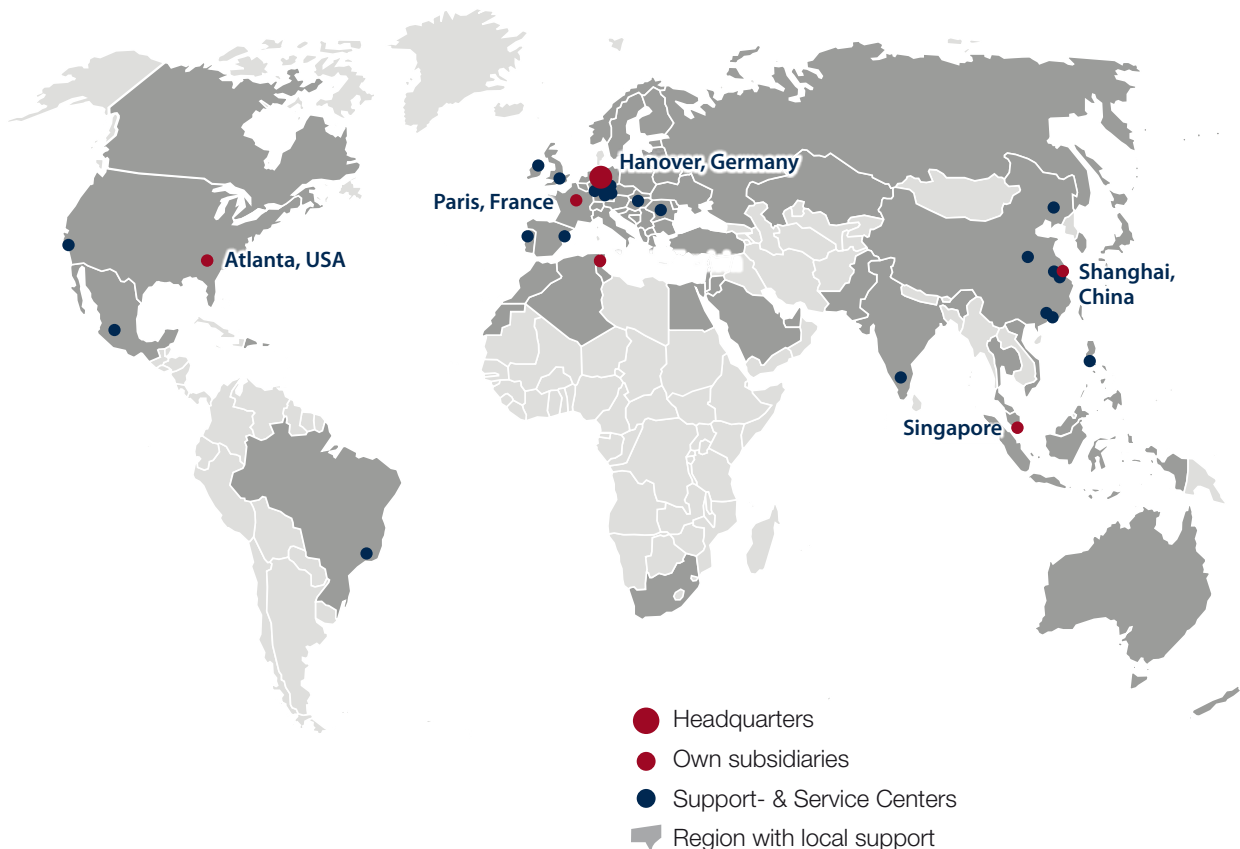 Hanover, Germany
Paris, France
Atlanta, USA
Shanghai,
China
Singapore
Headquarters
Own subsidiaries
Support- & Service Centers
Region with local support